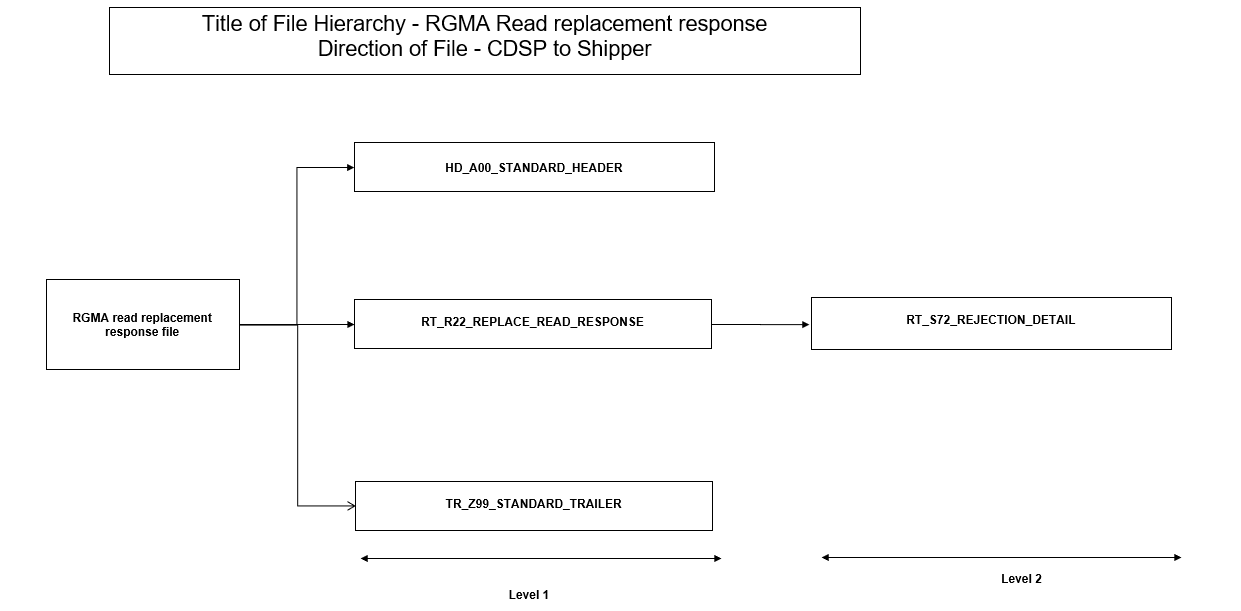 Title of File Hierarchy - RGMA Read replacement response
Direction of File - CDSP to Shipper
HD_A00_STANDARD_HEADER
RGMA read replacement
response file
RT_R22_REPLACE_READ_RESPONSE
RT_S72_REJECTION_DETAIL
TR_Z99_STANDARD_TRAILER
Level 1
Level 2